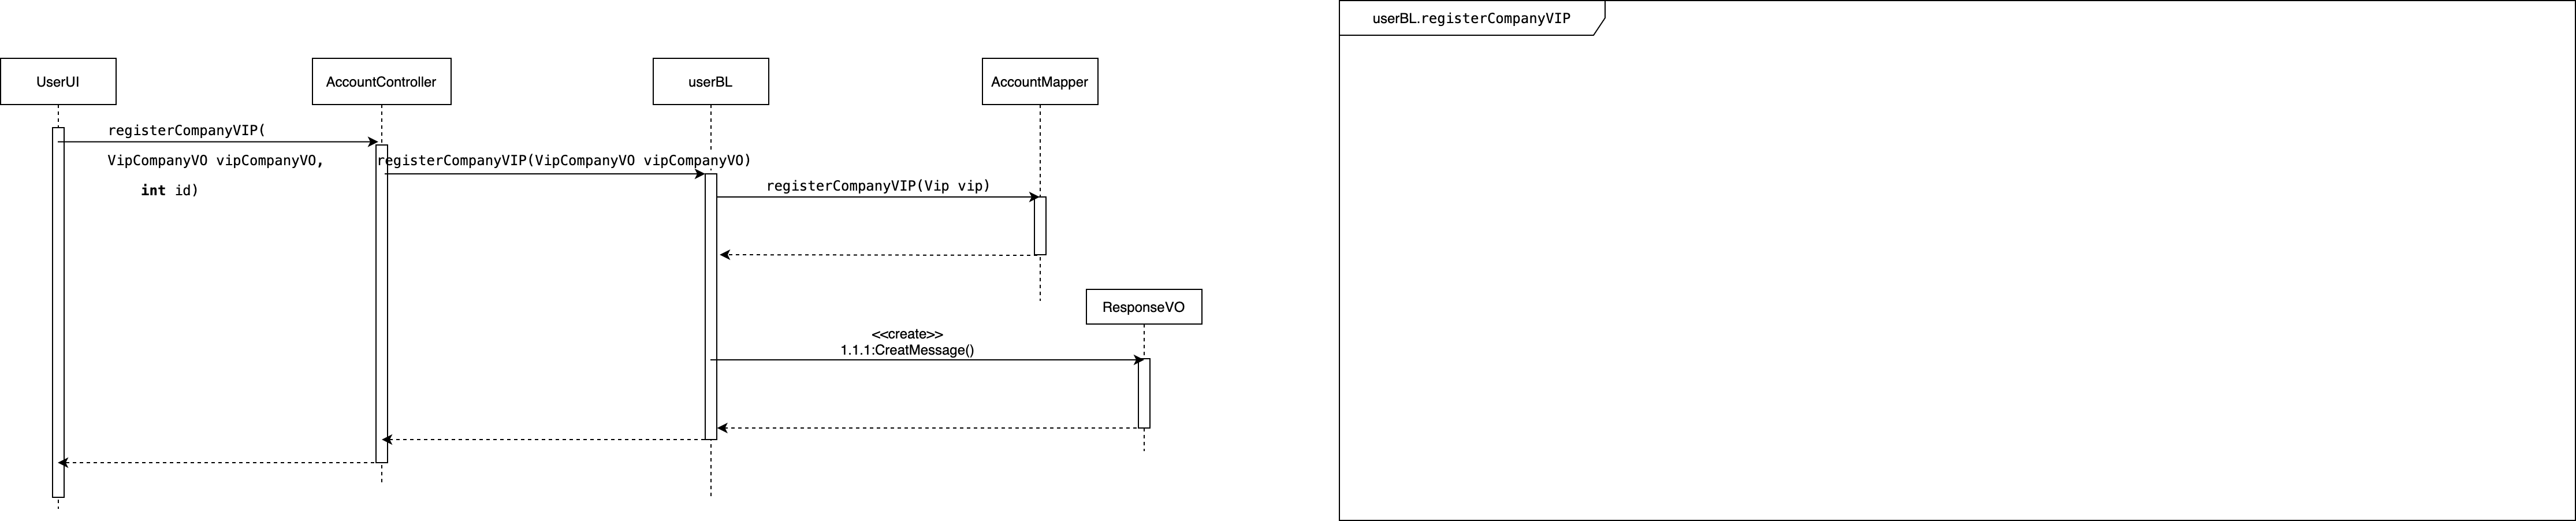 userBL.registerCompanyVIP
UserUI
AccountController
userBL
AccountMapper
registerCompanyVIP(
VipCompanyVO vipCompanyVO,
int id)
registerCompanyVIP(VipCompanyVO vipCompanyVO)
registerCompanyVIP(Vip vip)
ResponseVO
<<create>>
1.1.1:CreatMessage()